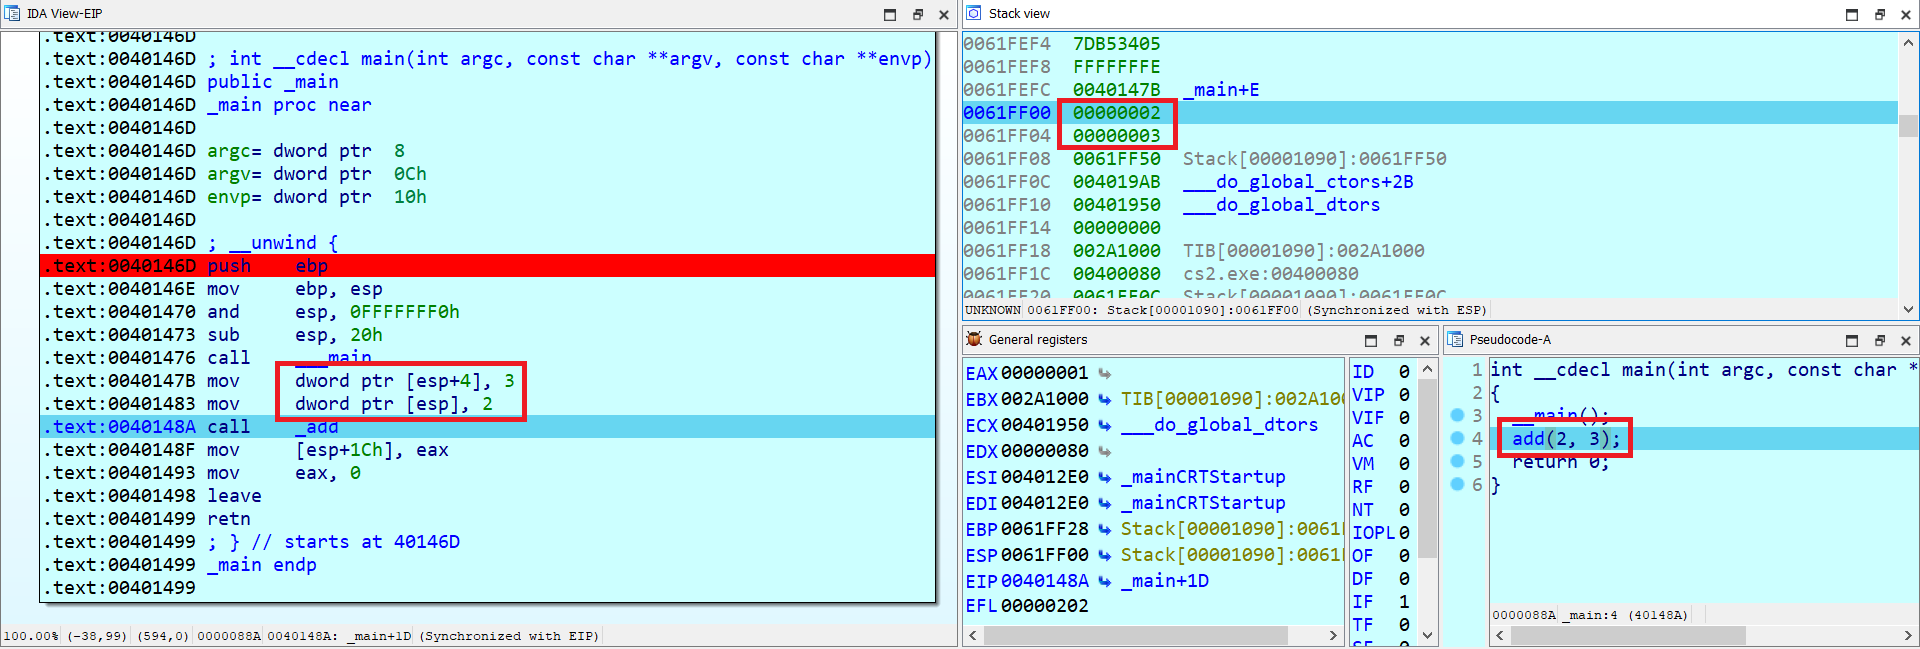 IDA View-EIP
.text:0040146D
.text:0040146D ; int __cdecl main(int argc, const char **argv, const char **envp)
.text:0040146D public _main
.text:0040146D _main proc near
.text:0040146D
.text:0040146D argc= dword ptr  8
.text:0040146D argv= dword ptr  0Ch
.text:0040146D envp= dword ptr  10h
.text:0040146D
.text:0040146D ; __unwind {
.text:0040146D push    ebp
.text:0040146E mov     ebp, esp
.text:00401470 and     esp, 0FFFFFFF0h
.text:00401473 sub     esp, 20h
.text:00401476 call    ___main
.text:0040147B mov     dword ptr [esp+4], 3
.text:00401483 mov     dword ptr [esp], 2
.text:0040148A call    _add
.text:0040148F mov     [esp+1Ch], eax
.text:00401493 mov     eax, 0
.text:00401498 leave
.text:00401499 retn
.text:00401499 ; } // starts at 40146D
.text:00401499 _main endp
.text:00401499
100.00% (-38,99) (594,0) 0000088A 0040148A: _main+1D (Synchronized with EIP)
Stack view
0061FEF4 7DB53405
0061FEF8 FFFFFFFE
0061FEFC 0040147B _main+E
0061FF00 00000002
0061FF04 00000003
0061FF08 0061FF50 Stack[00001090]:0061FF50
0061FF0C 004019AB ___do_global_ctors+2B
0061FF10 00401950 ___do_global_dtors
0061FF14 00000000
0061FF18 002A1000 TIB[00001090]:002A1000
0061FF1C 00400080 cs2.exe:00400080
0061FF20 0061FF0C Stack[00001090]:0061FF0C
UNKNOWN 0061FF00: Stack[00001090]:0061FF00 (Synchronized with ESP)
General registers
EAX 00000001
EBX 002A1000 TIB[00001090]:002A100
ECX 00401950 ___do_global_dtors
EDX 00000080
ESI 004012E0 _mainCRTStartup
EDI 004012E0 _mainCRTStartup
EBP 0061FF28 Stack[00001090]:0061
ESP 0061FF00 Stack[00001090]:0061
EIP 0040148A _main+1D
EFL 00000202
ID 0
VIP 0
VIF 0
AC 0
VM 0
RF 0
NT 0
IOPL 0
OF 0
DF 0
IF 1
TF 0
SF 0
Pseudocode-A
1 int __cdecl main(int argc, const char *
2 {
3   __main();
4   add(2, 3);
5   return 0;
6 }
0000088A _main:4 (40148A)